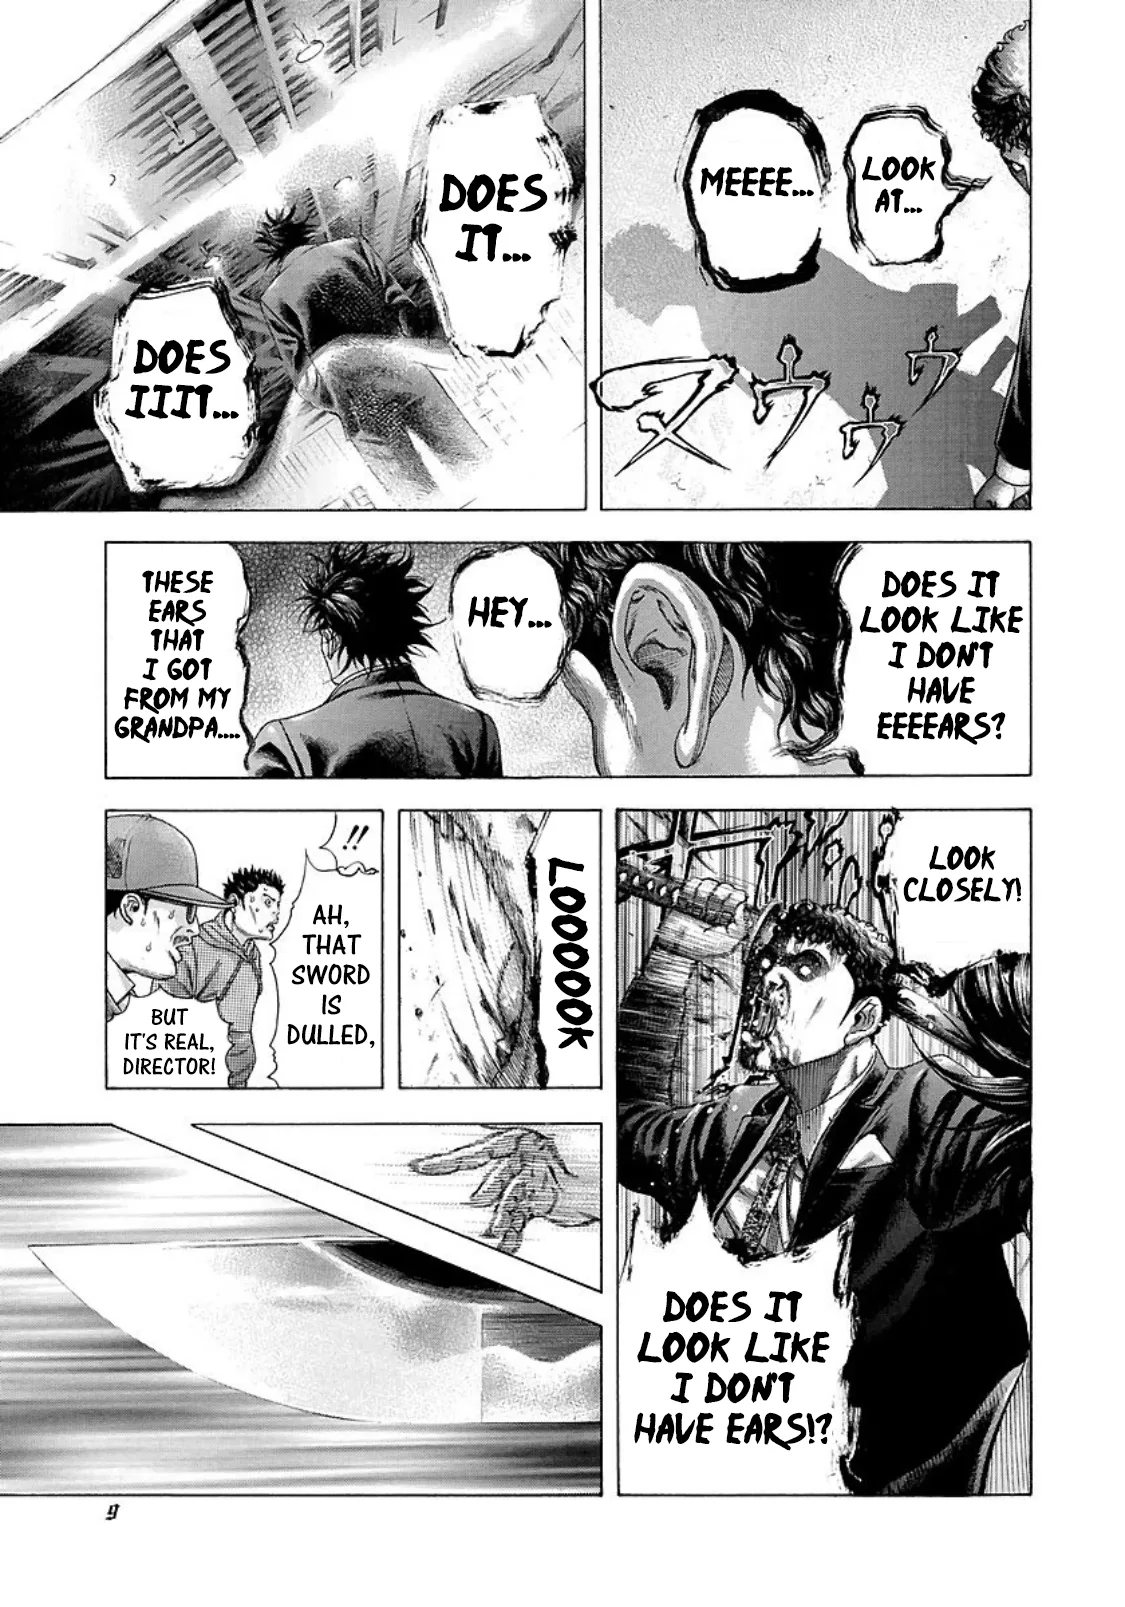 LOOK
AT...
MEEEE...
ヌウウウ
DOES
IT...
DOES
IIIT...
DOES IT
LOOK LIKE
I DON'T
HAVE
EEEEARS?
HEY...
THESE
EARS
THAT
I GOT
FROM MY
GRANDPA....
LOOK
CLOSELY!
DOES IT
LOOK LIKE
I DON'T
HAVE EARS!?
LOOOOOK
!!
AH,
THAT
SWORD
IS
DULLED,
BUT
IT'S REAL,
DIRECTOR!
9